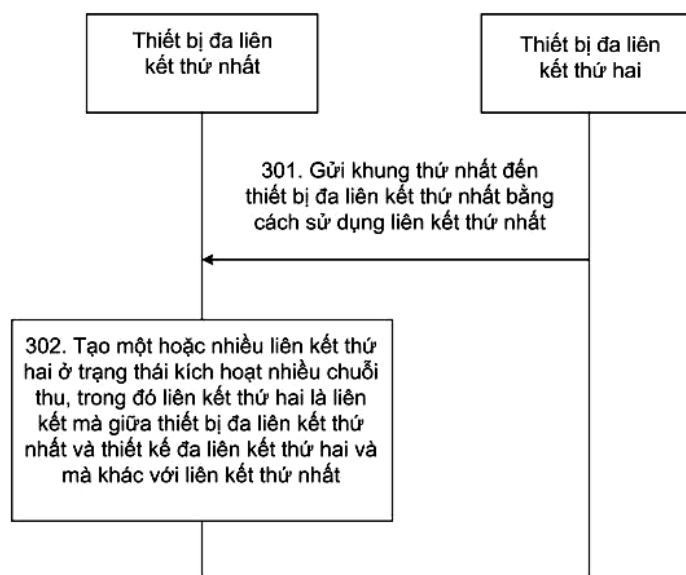 Thiết bị đa liên
kết thứ nhất
Thiết bị đa liên
kết thứ hai
301. Gửi khung thứ nhất đến
thiết bị đa liên kết thứ nhất bằng
cách sử dụng liên kết thứ nhất
302. Tạo một hoặc nhiều liên kết thứ
hai ở trạng thái kích hoạt nhiều chuỗi
thu, trong đó liên kết thứ hai là liên
kết mà giữa thiết bị đa liên kết thứ
nhất và thiết kế đa liên kết thứ hai và
mà khác với liên kết thứ nhất